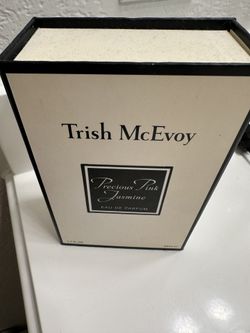 Trish McEvoy
Precious Pink
Jasmine
EAU DE PARFUM